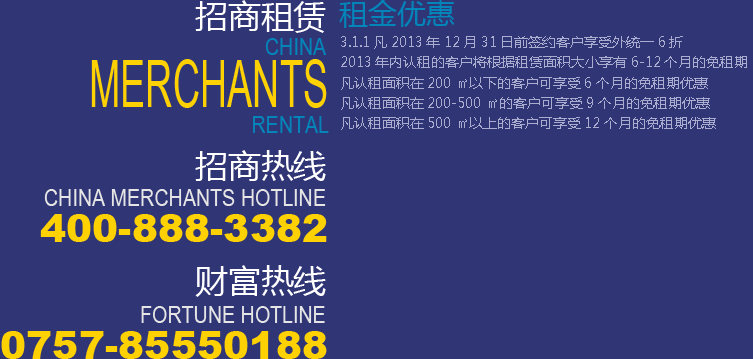 招商租赁
CHINA
MERCHANTS
RENTAL
招商热线
CHINA MERCHANTS HOTLINE
400-888-3382
财富热线
FORTUNE HOTLINE
0757-85550188
租金优惠
3.1.1 凡 2013 年 12 月 31 日前签约客户享受外统一 6 折
2013 年内认租的客户将根据租赁面积大小享有 6-12 个月的免租期
凡认租面积在 200 ㎡以下的客户可享受 6 个月的免租期优惠
凡认租面积在 200-500 ㎡的客户可享受 9 个月的免租期优惠
凡认租面积在 500 ㎡以上的客户可享受 12 个月的免租期优惠